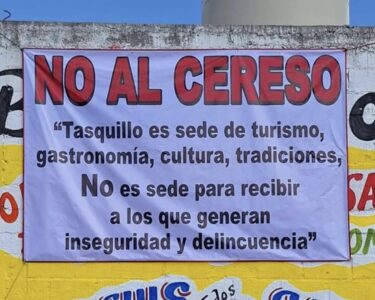 NO AL CERESO
“Tasquillo es sede de turismo,
gastronomía, cultura, tradiciones,
No es sede para recibir
a los que generan
inseguridad y delincuencia”